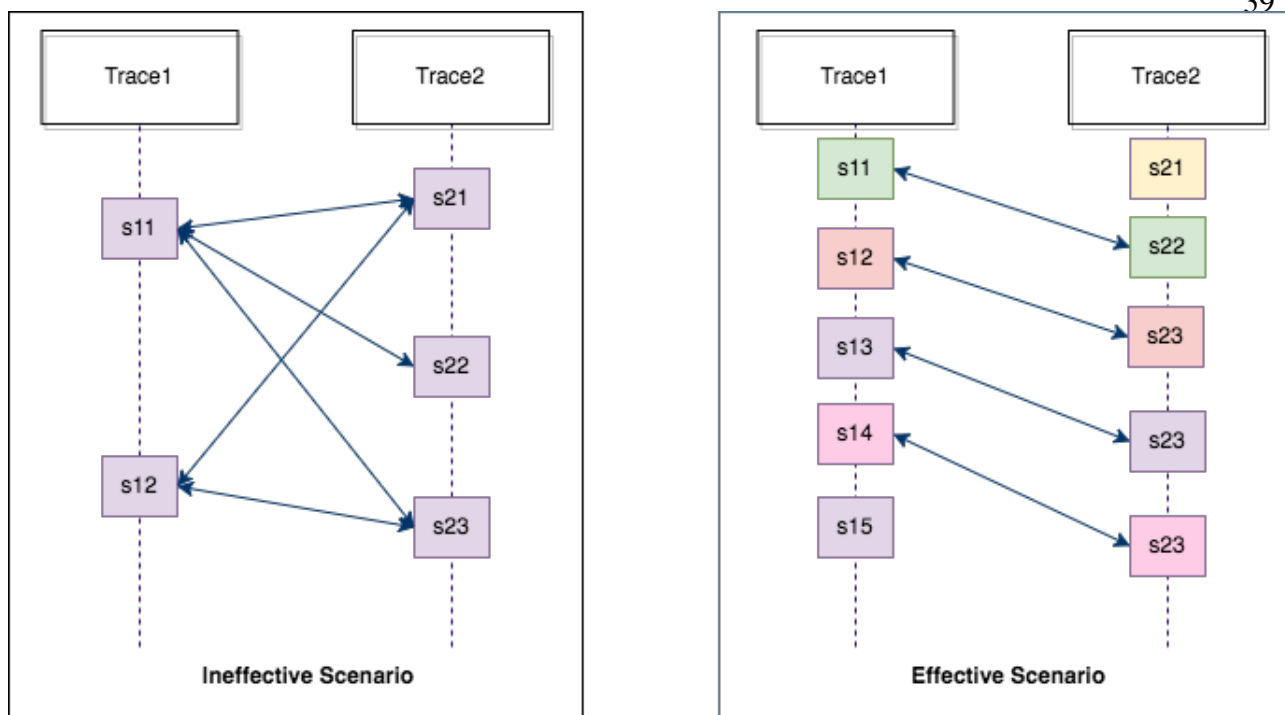 39
Trace1
Trace2
s11
s21
s22
s12
s23
Ineffective Scenario
Trace1
Trace2
s11
s21
s22
s12
s23
s13
s14
s23
s15
s23
Effective Scenario